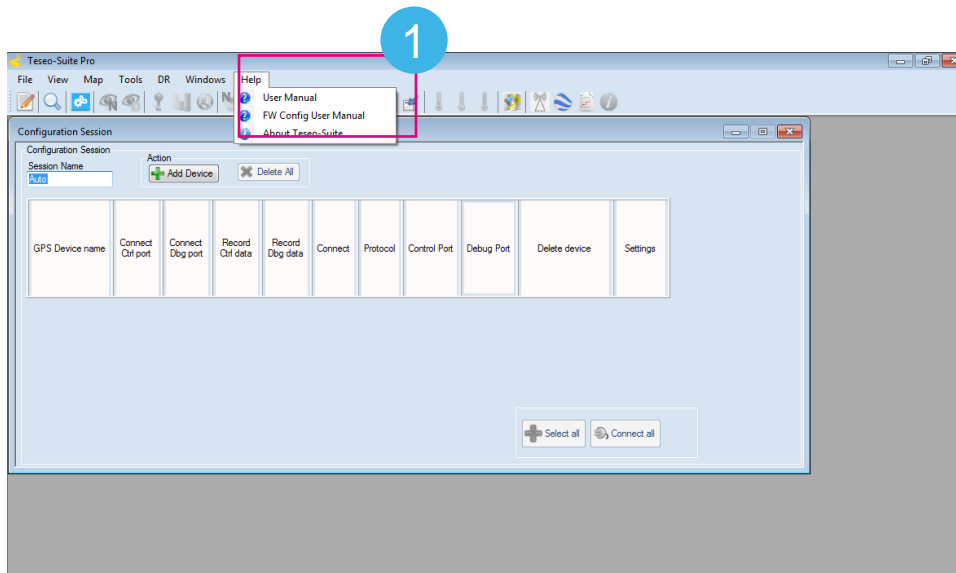 1
Teseo-Suite Pro
File View Map Tools DR Windows Help
User Manual
FW Config User Manual
About Teseo-Suite
Configuration Session
Configuration Session
Session Name
Auto
Action
Add Device
Delete All
GPS Device name
Connect
Ctrl port
Connect
Dbg port
Record
Ctrl data
Record
Dbg data
Connect
Protocol
Control Port
Debug Port
Delete device
Settings
Select all
Connect all